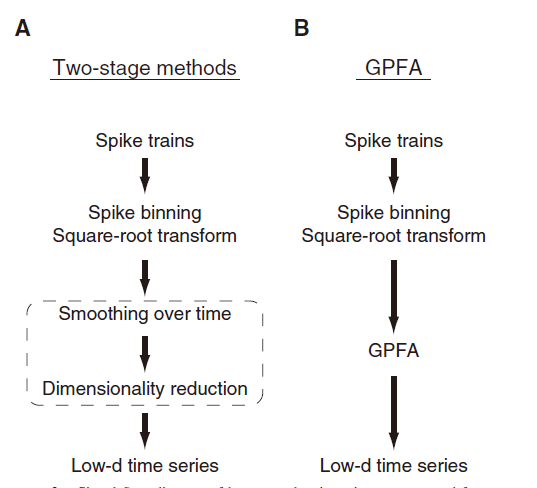 A
Two-stage methods
Spike trains
Spike binning
Square-root transform
Smoothing over time
Dimensionality reduction
Low-d time series
B
GPFA
Spike trains
Spike binning
Square-root transform
GPFA
Low-d time series